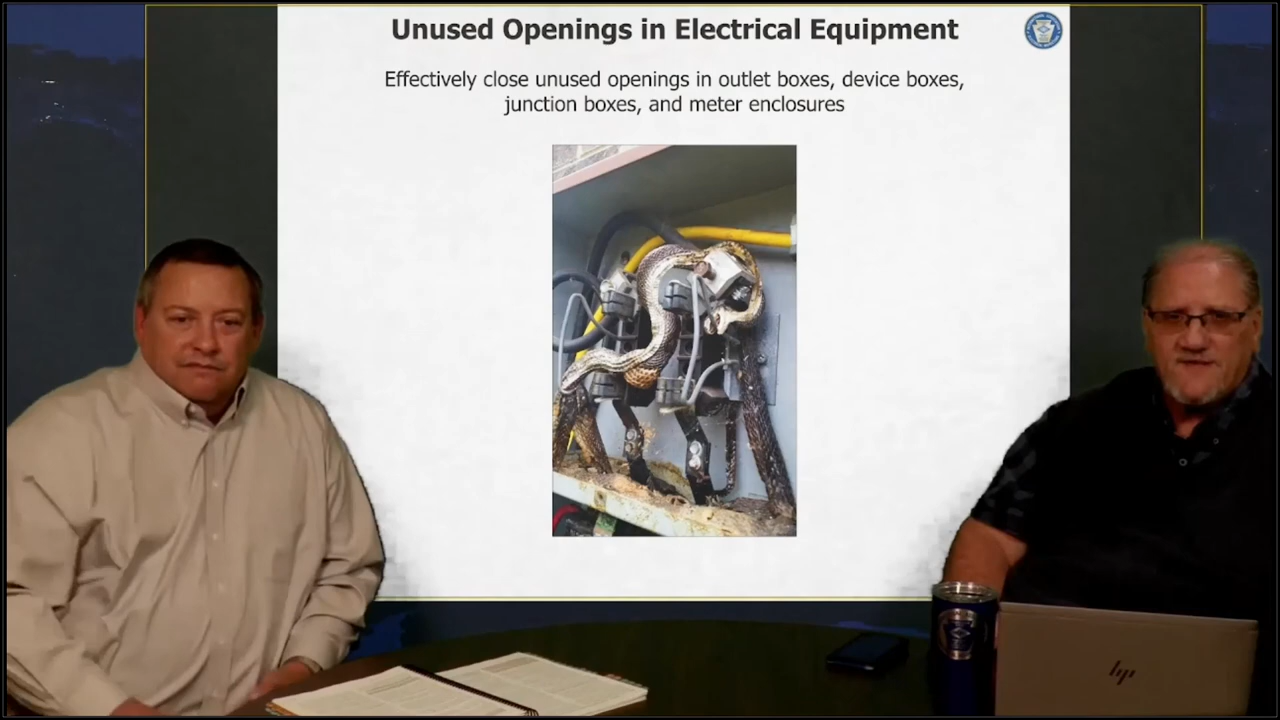 Unused Openings in Electrical Equipment
Effectively close unused openings in outlet boxes, device boxes,
junction boxes, and meter enclosures
hp